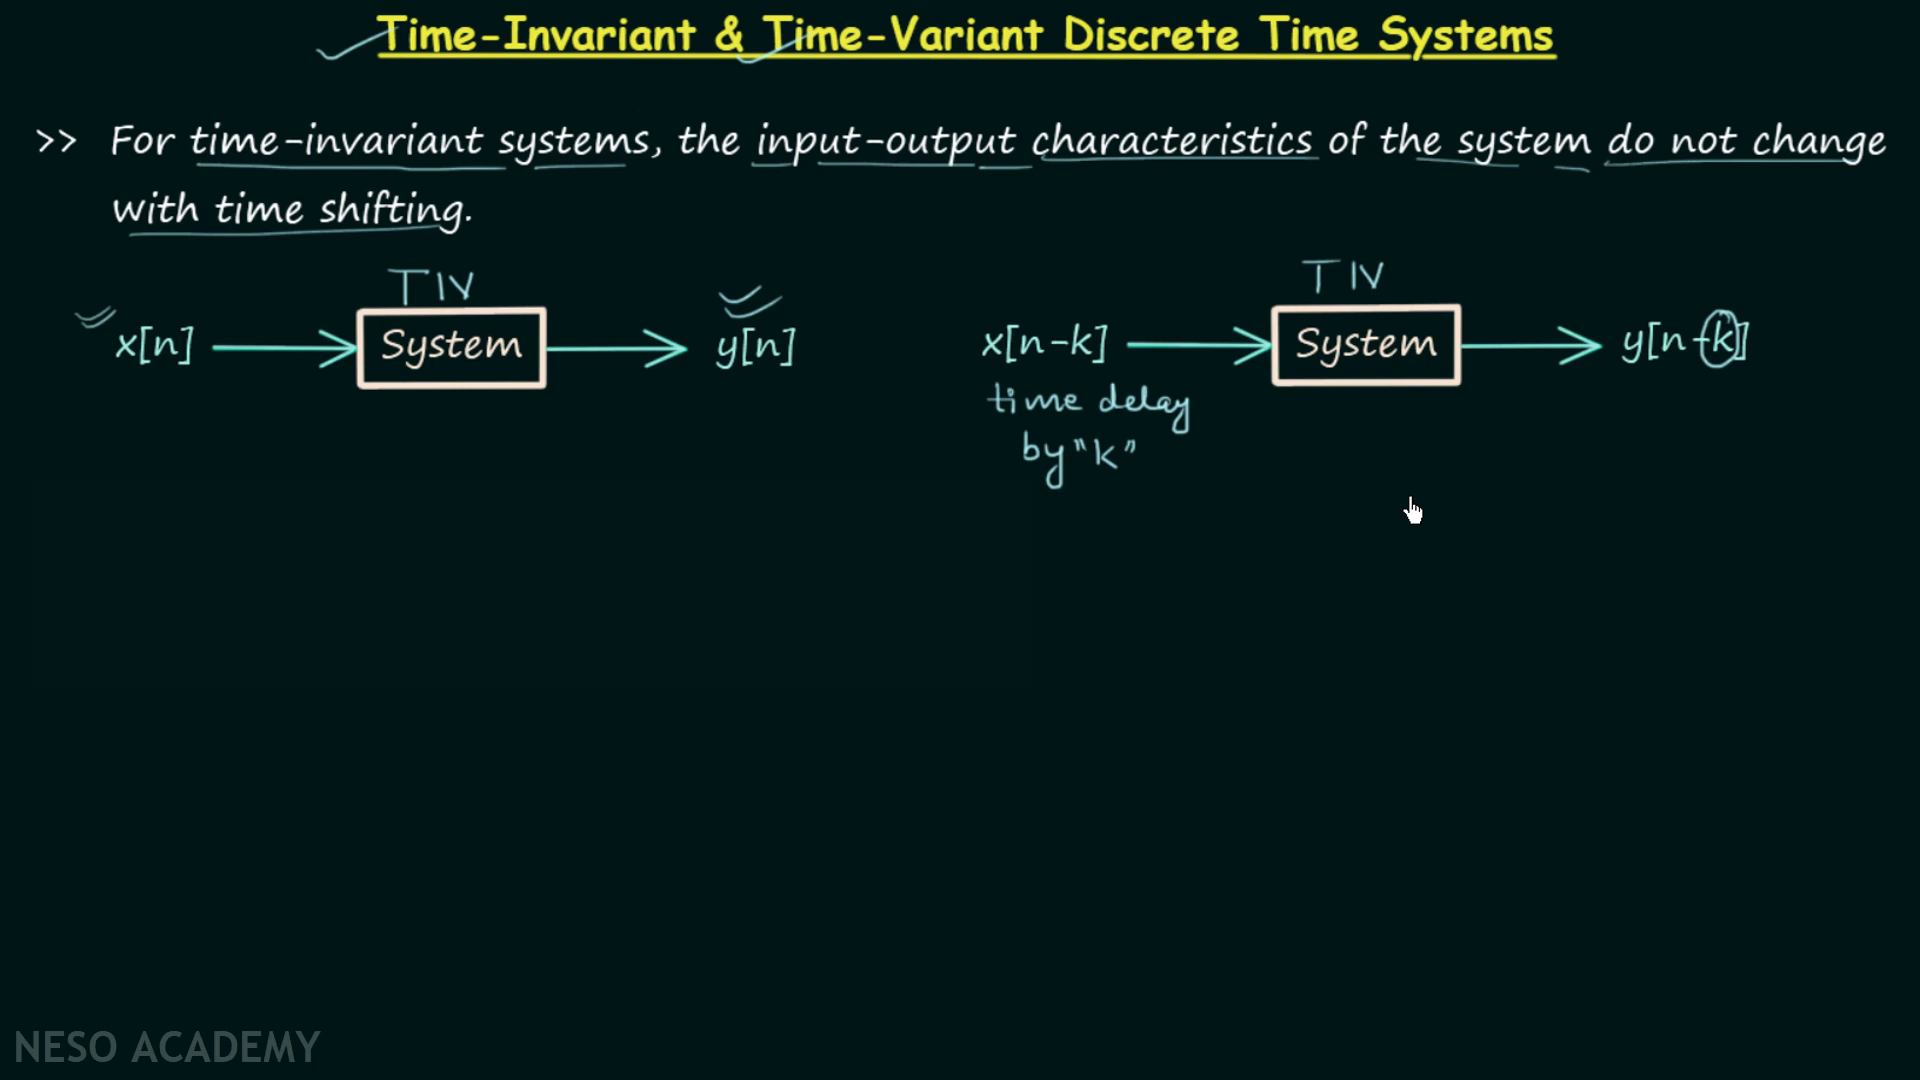 Time-Invariant & Time-Variant Discrete Time Systems
>> For time-invariant systems, the input-output characteristics of the system do not change
with time shifting.
TIV
x[n] System y[n]
TIV
x[n-k] System y[n-k]
time delay
by "k"
NESO ACADEMY